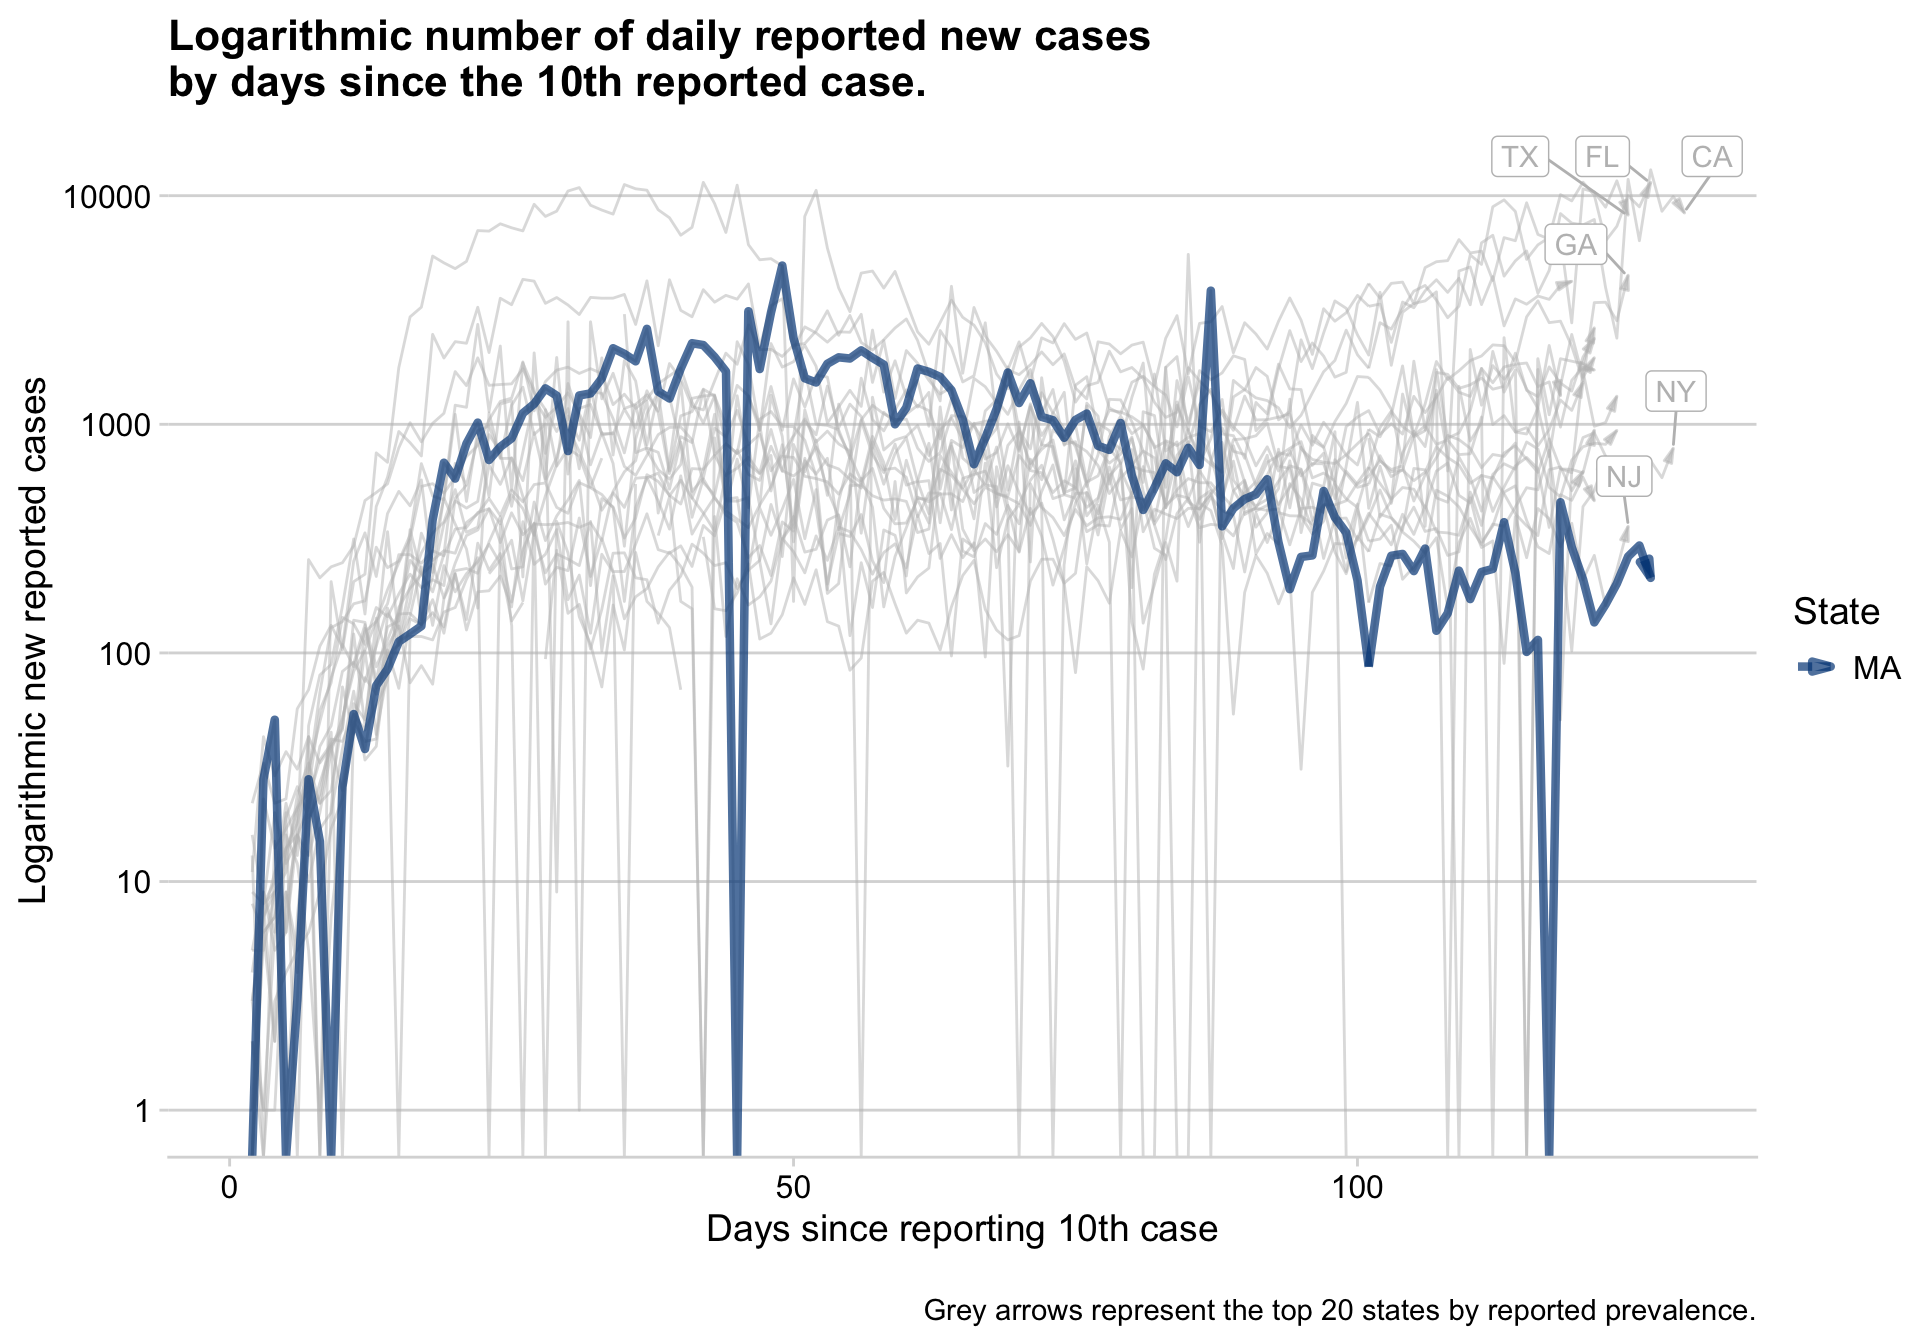 Logarithmic number of daily reported new cases
by days since the 10th reported case.
TX
FL
CA
10000
GA
NY
1000
NJ
Logarithmic new reported cases
State
MA
100
10
1
0
50
100
Days since reporting 10th case
Grey arrows represent the top 20 states by reported prevalence.